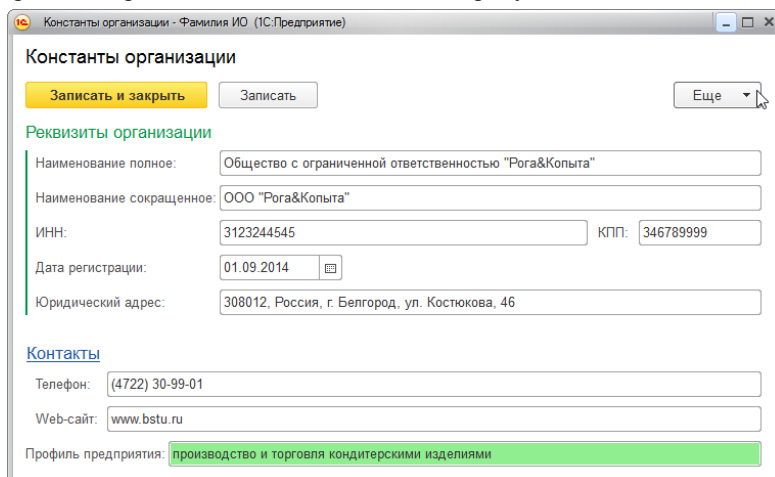 Константы организации - Фамилия ИО (1С:Предприятие)
Константы организации
Записать и закрыть Записать Еще
Реквизиты организации
Наименование полное: Общество с ограниченной ответственностью "Рога&Копыта"
Наименование сокращенное: ООО "Рога&Копыта"
ИНН: 3123244545 КПП: 346789999
Дата регистрации: 01.09.2014
Юридический адрес: 308012, Россия, г. Белгород, ул. Костюкова, 46
Контакты
Телефон: (4722) 30-99-01
Web-сайт: www.bstu.ru
Профиль предприятия: производство и торговля кондитерскими изделиями